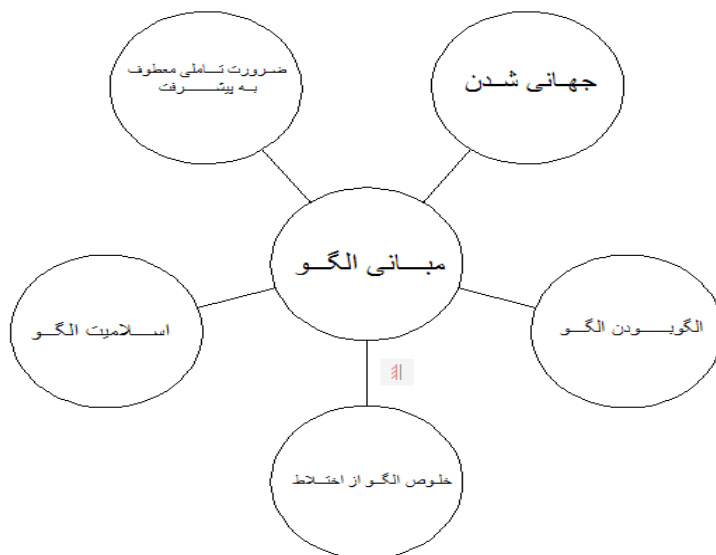 جهانی شدن
ضرورت تاملی معطوف
به پیشرفت
مبانی الگو
الگوبودن الگو
اسلامیت الگو
خلوص الگو از اختلاط